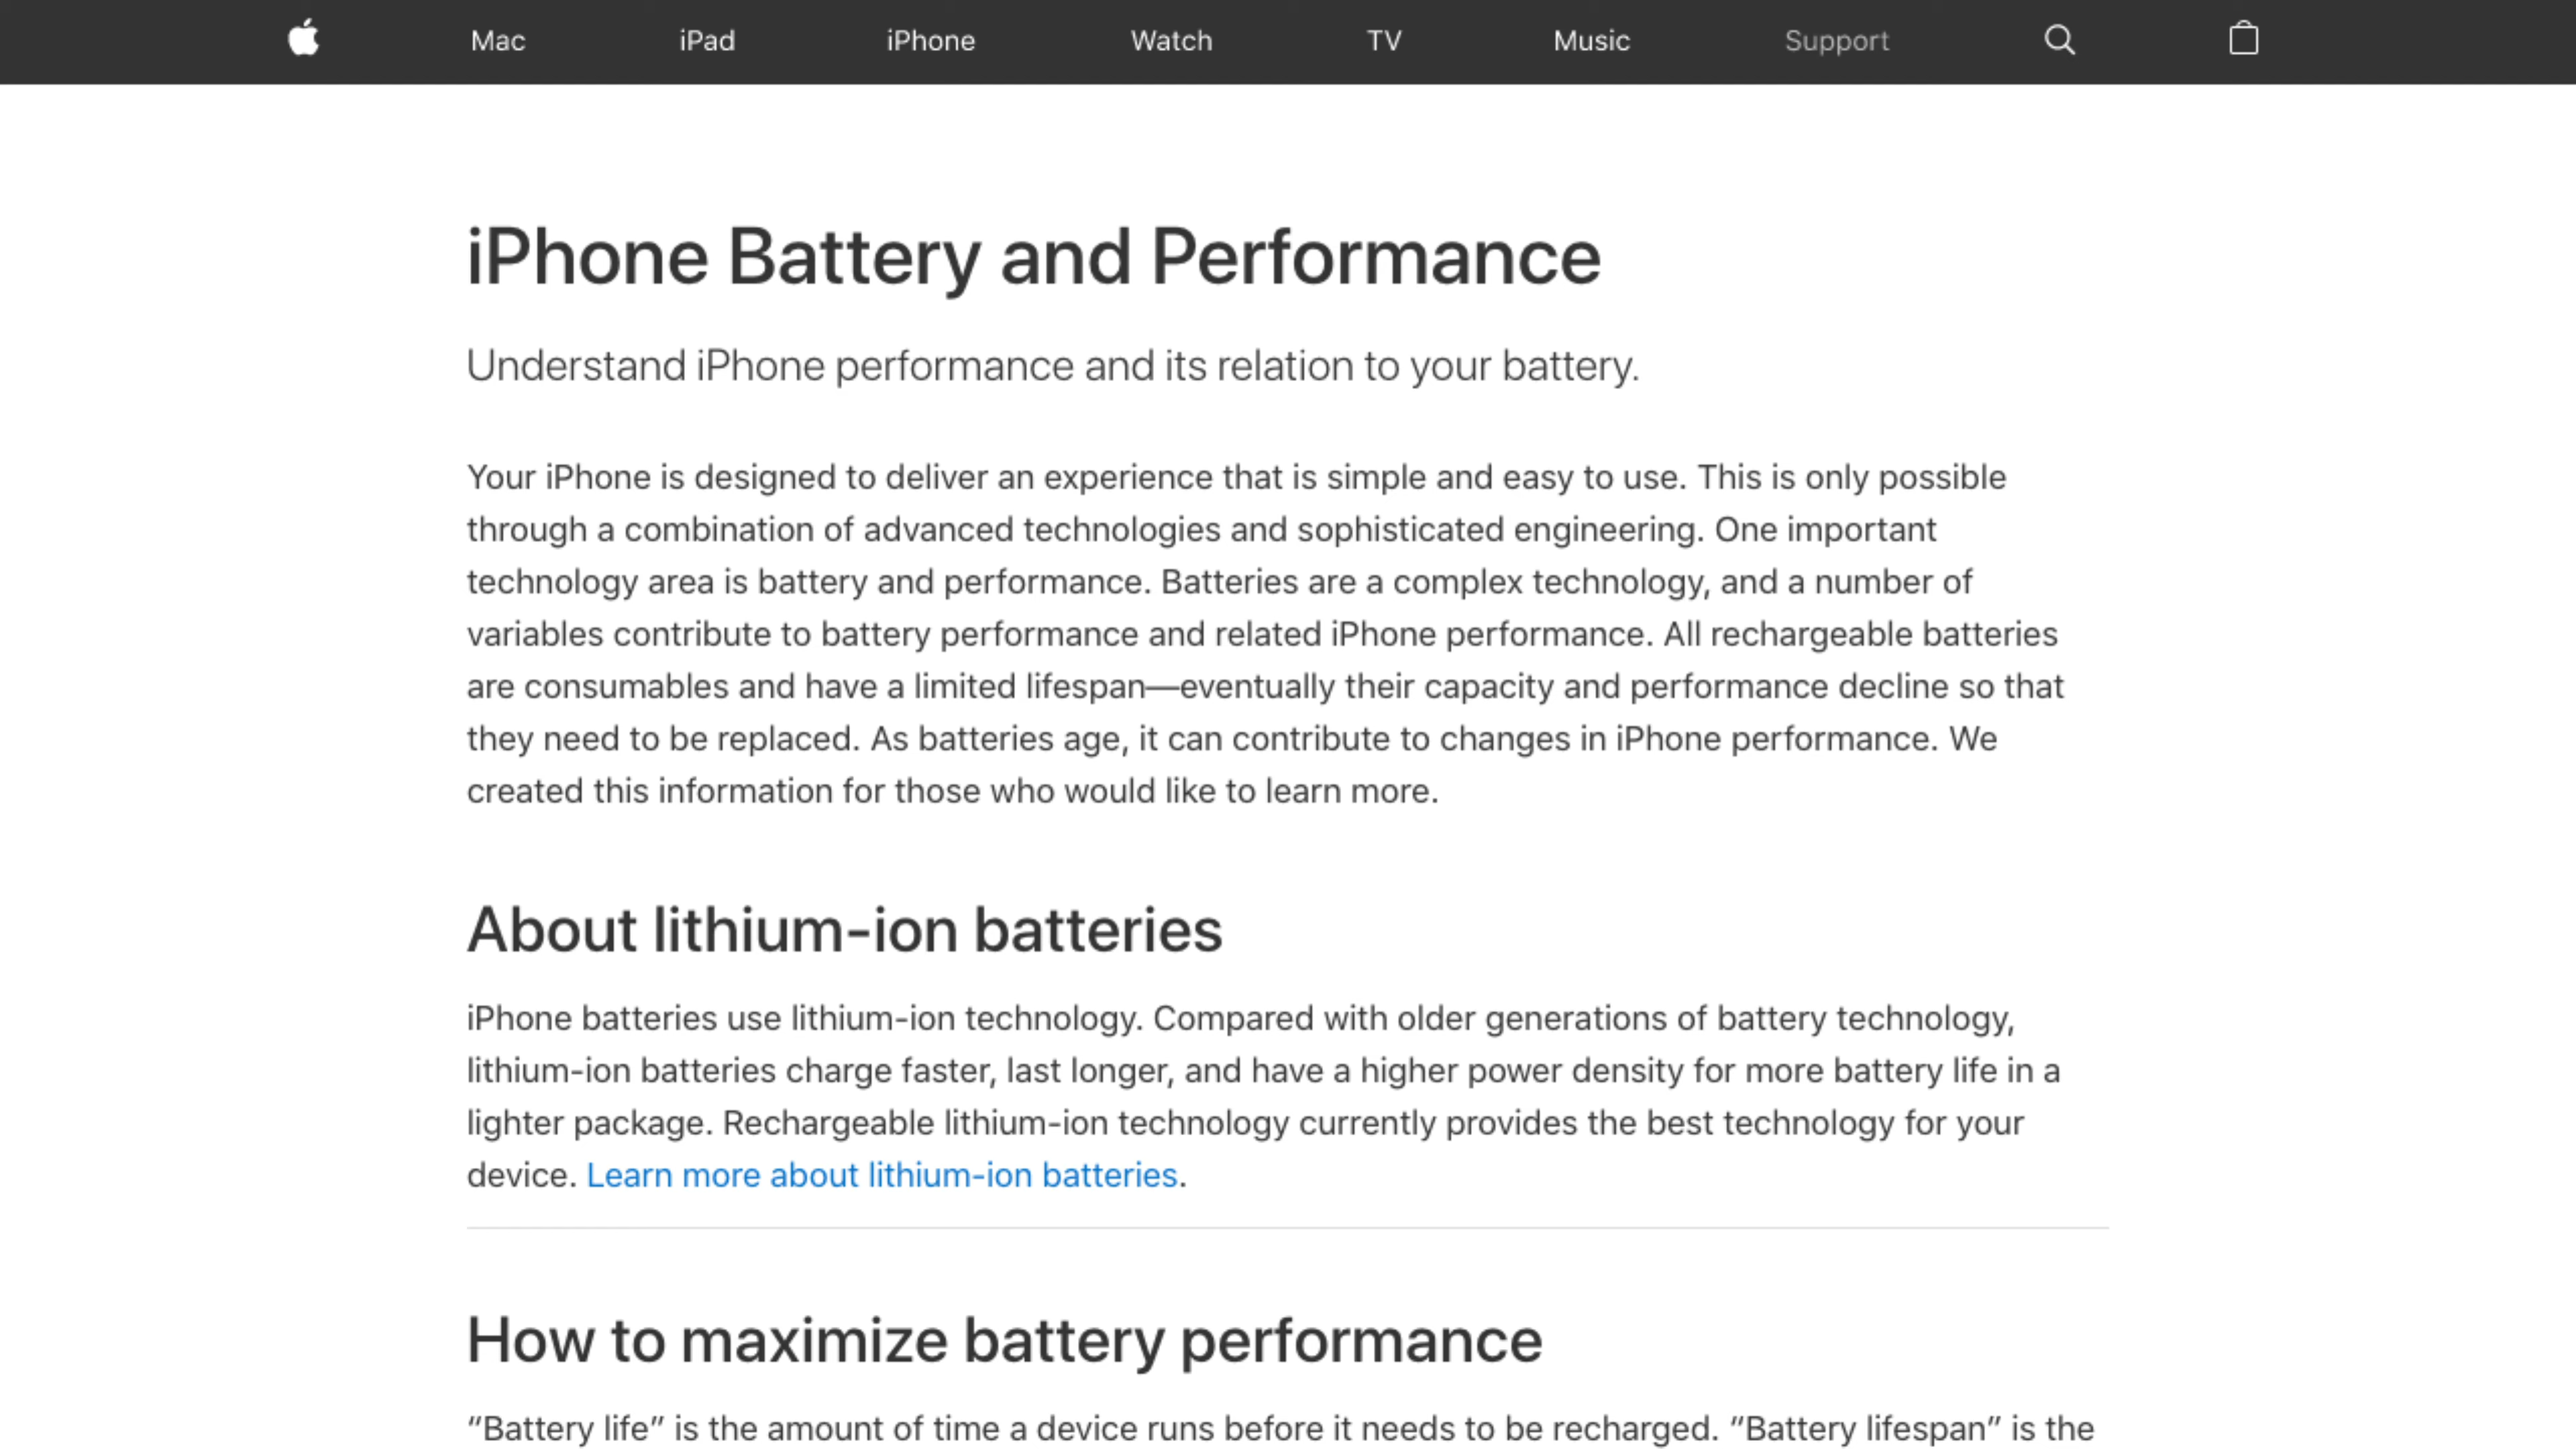 Mac iPad iPhone Watch TV Music Support
iPhone Battery and Performance
Understand iPhone performance and its relation to your battery.
Your iPhone is designed to deliver an experience that is simple and easy to use. This is only possible
through a combination of advanced technologies and sophisticated engineering. One important
technology area is battery and performance. Batteries are a complex technology, and a number of
variables contribute to battery performance and related iPhone performance. All rechargeable batteries
are consumables and have a limited lifespan—eventually their capacity and performance decline so that
they need to be replaced. As batteries age, it can contribute to changes in iPhone performance. We
created this information for those who would like to learn more.
About lithium-ion batteries
iPhone batteries use lithium-ion technology. Compared with older generations of battery technology,
lithium-ion batteries charge faster, last longer, and have a higher power density for more battery life in a
lighter package. Rechargeable lithium-ion technology currently provides the best technology for your
device. Learn more about lithium-ion batteries.
How to maximize battery performance
“Battery life” is the amount of time a device runs before it needs to be recharged. “Battery lifespan” is the